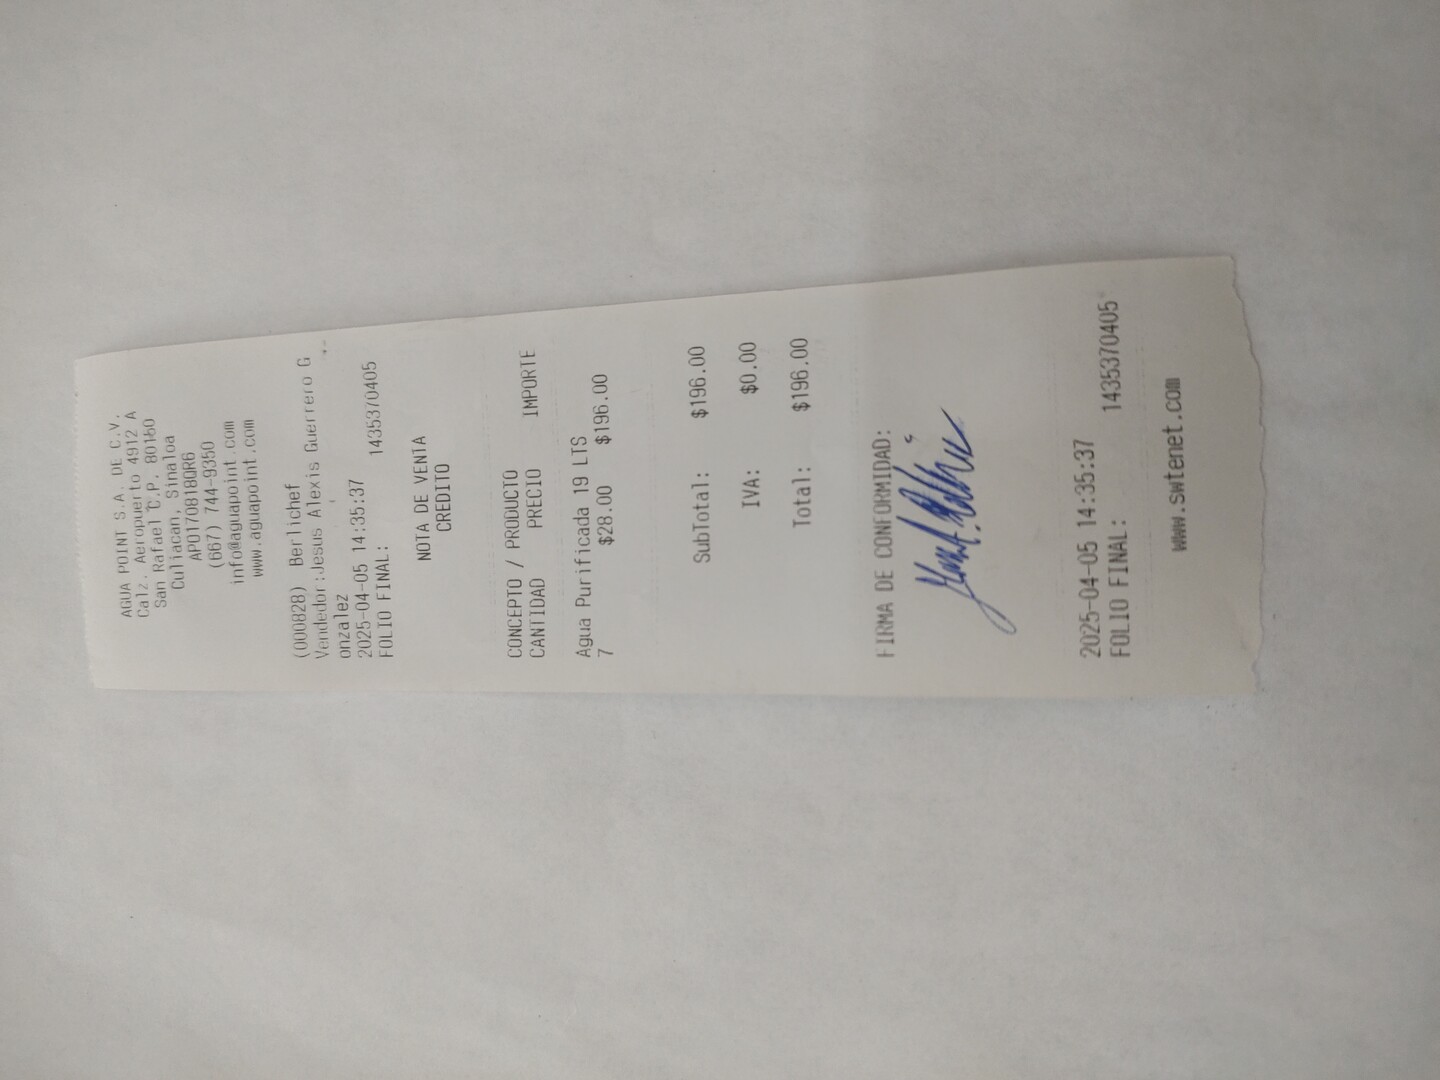 AGUA POINT S.A. DE C.V.
Calz. Aeropuerto 4912 A
San Rafael C.P. 80150
Culiacan, Sinaloa
APO170818QR6
(667) 744-9350
info@aguapoint.com
www.aguapoint.com
(000828) Berlichef
Vendedor:Jesus Alexis Guerrero G
onzalez
2025-04-05 14:35:37
FOLIO FINAL: 1435370405
NOTA DE VENTA
CREDITO
CONCEPTO / PRODUCTO
CANTIDAD PRECIO IMPORTE
Agua Purificada 19 LTS
7 $28.00 $196.00
SubTotal: $196.00
IVA: $0.00
Total: $196.00
FIRMA DE CONFORMIDAD:
2025-04-05 14:35:37
FOLIO FINAL: 1435370405
www.swtenet.com